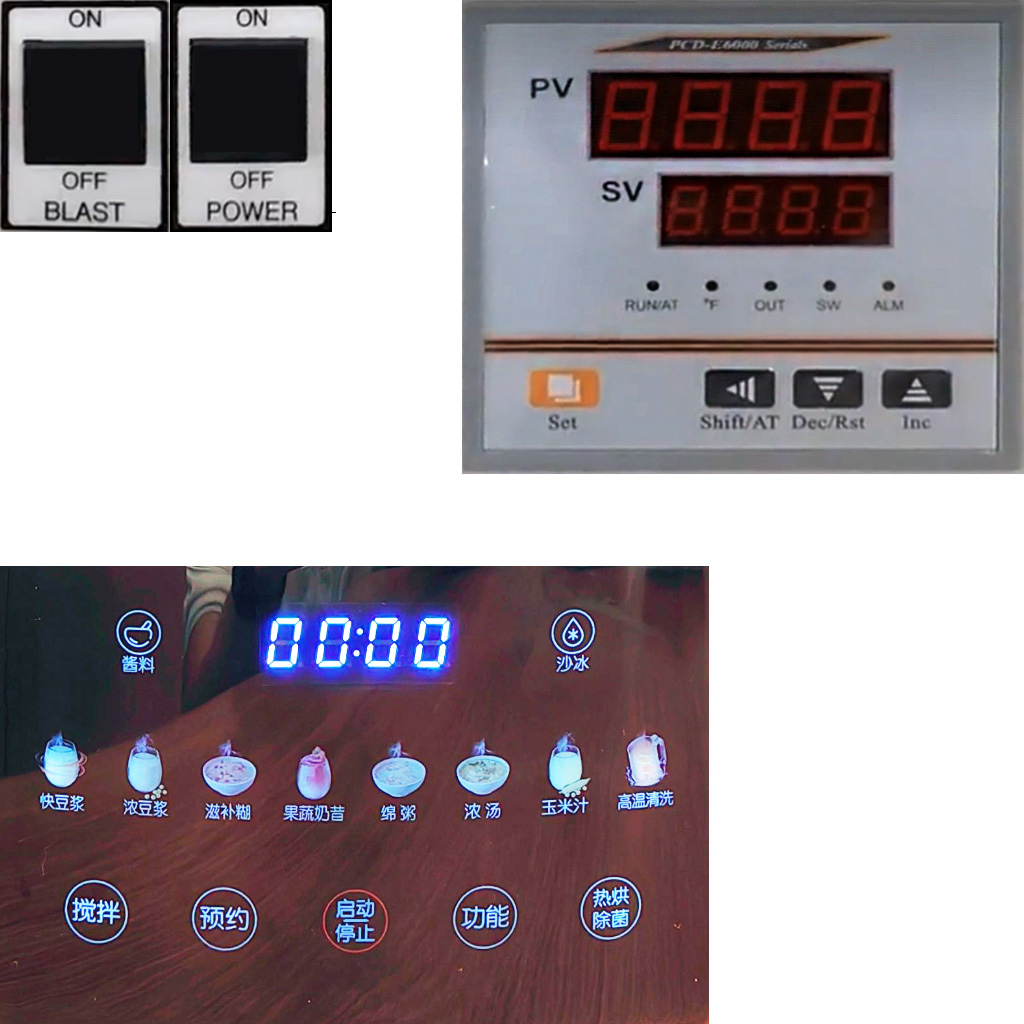 ON
OFF
BLAST
ON
OFF
POWER
PCD-E6000 Serials
PV
8888
SV
8888
RUN/AT °F OUT SW ALM
Set Shift/AT Dec/Rst Inc
00:00
酱料
沙冰
快豆浆 浓豆浆 滋补糊 果蔬奶昔 绵粥 浓汤 玉米汁 高温清洗
搅拌 预约 启动 停止 功能 热烘 除菌